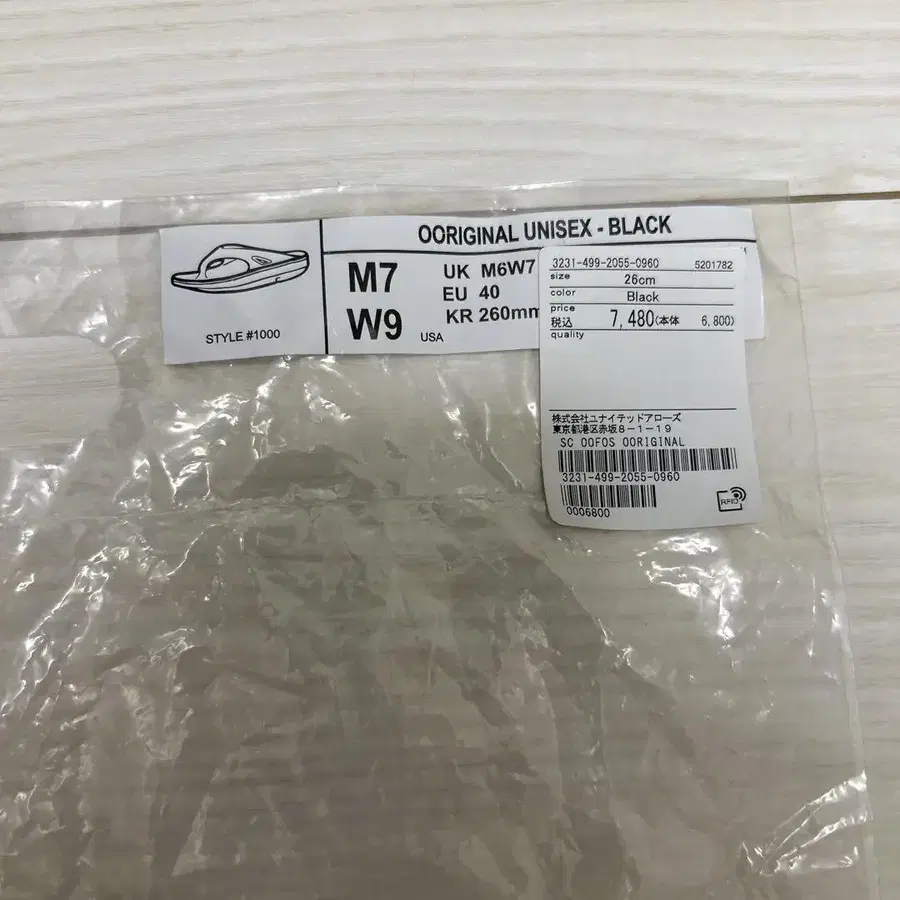 OORIGINAL UNISEX - BLACK
M7
W9
USA
UK M6W7
EU 40
KR 260mm
STYLE #1000
3231-499-2055-0960 5201782
size 26cm
color Black
price
税込 7,480(本体 6,800)
quality
株式会社ユナイテッドアローズ
東京都港区赤坂8-1-19
SC OOFOS OORIGINAL
3231-499-2055-0960
0006800
RFID